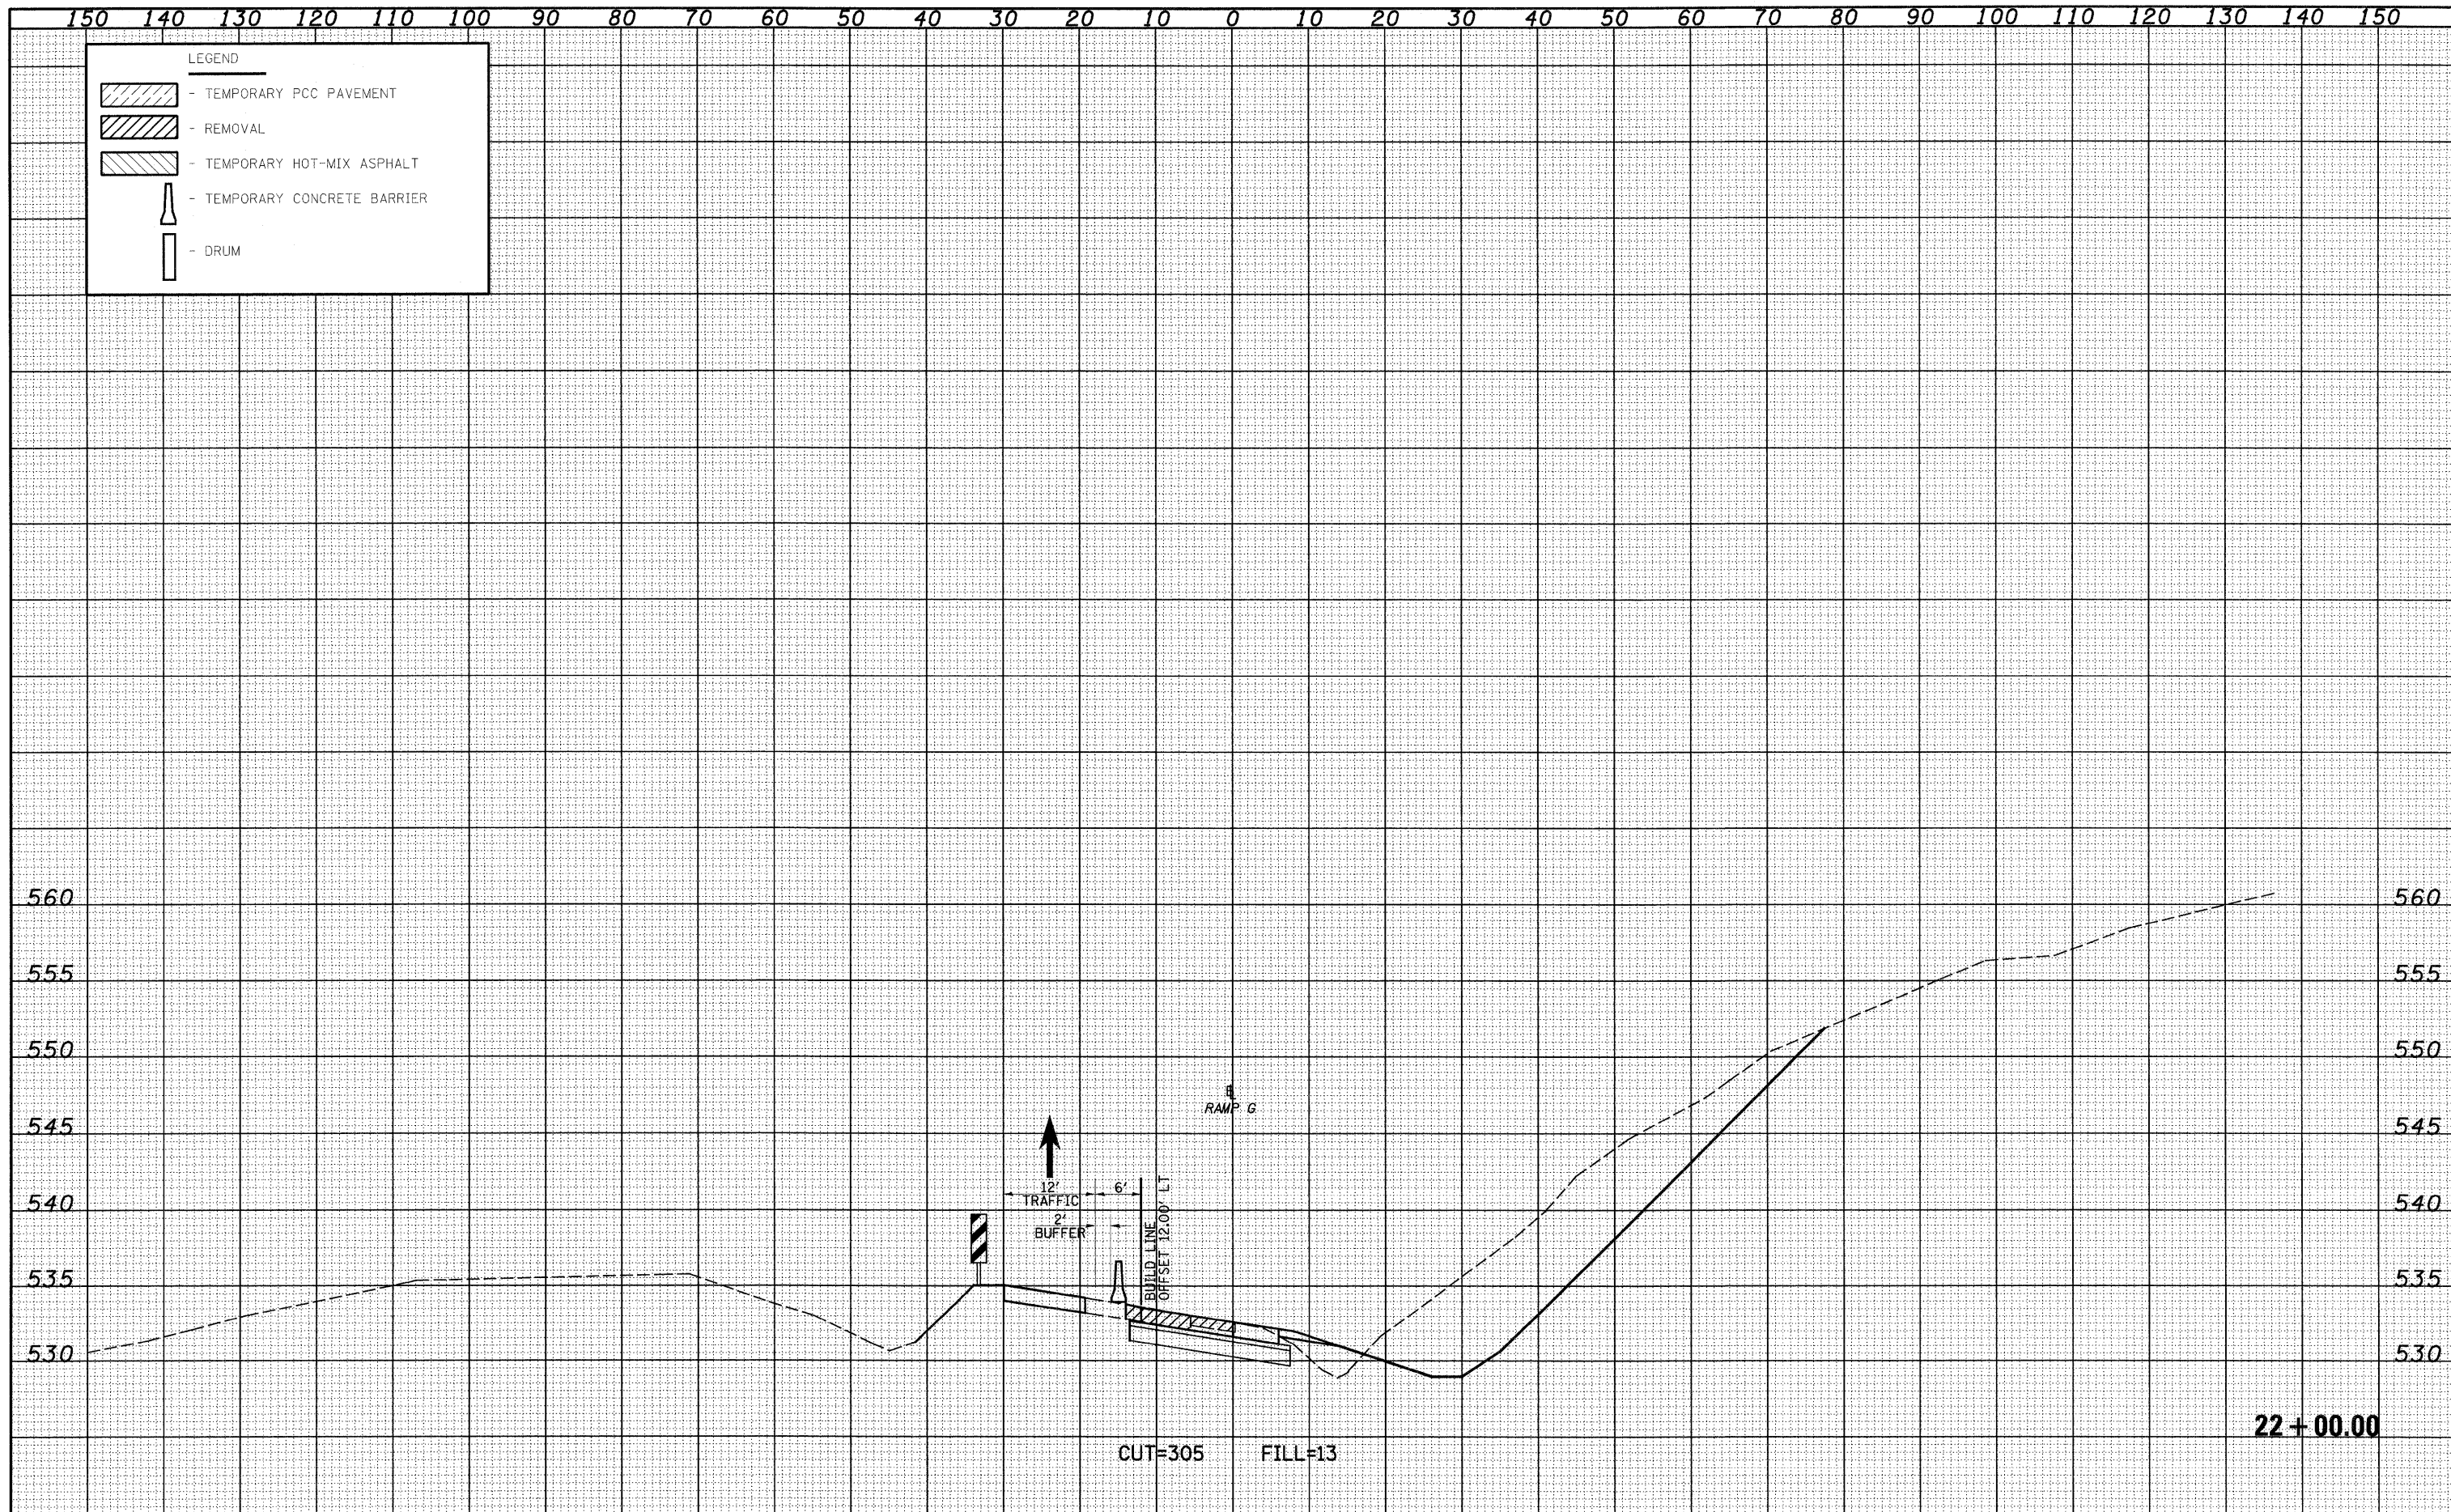 150 140 130 120 110 100 90 80 70 60 50 40 30 20 10 0 10 20 30 40 50 60 70 80 90 100 110 120 130 140 150
LEGEND
- TEMPORARY PCC PAVEMENT
- REMOVAL
- TEMPORARY HOT-MIX ASPHALT
- TEMPORARY CONCRETE BARRIER
- DRUM
560 560
555 555
550 550
RAMP G
545 545
12' 6'
TRAFFIC
540 540
2'
BUFFER
BUILD LINE
OFFSET 12.00' LT
535 535
530 530
22+00.00
CUT=305 FILL=13